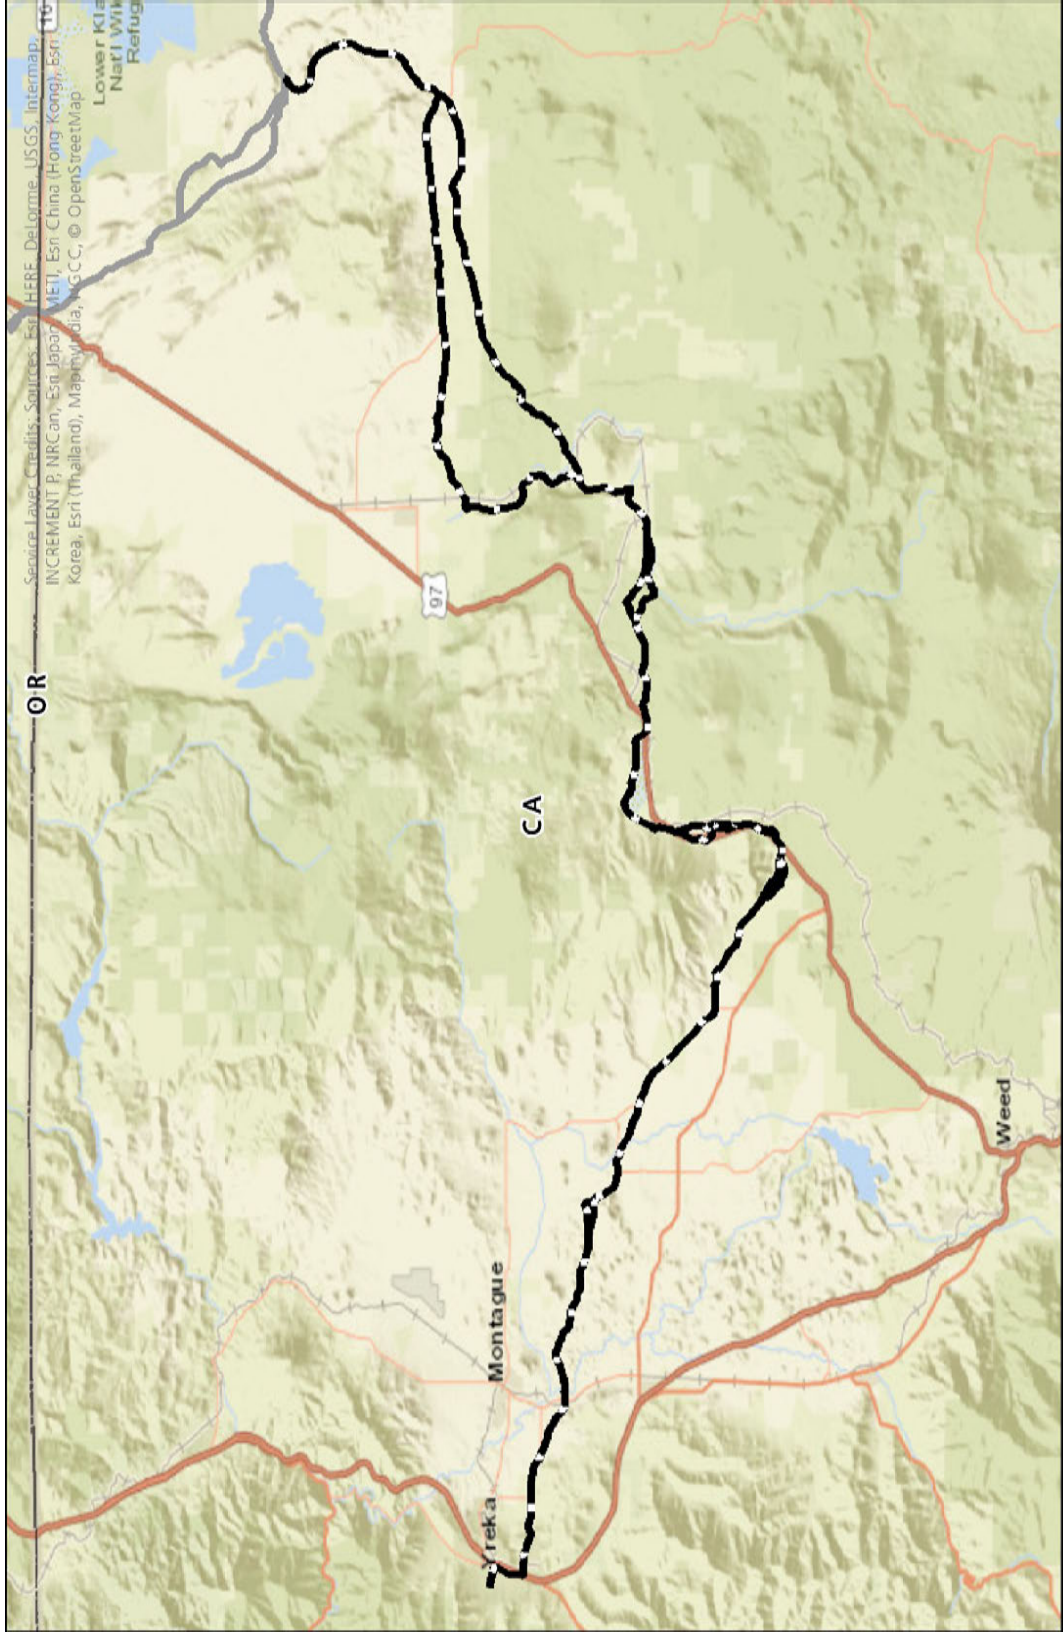 Service Layer Credits: Sources: Esri, HERE, DeLorme, USGS, Intermap,
INCREMENT P, NRCan, Esri Japan, METI, Esri China (Hong Kong), Esri
Korea, Esri (Thailand), MapmyIndia, NGCC, © OpenStreetMap
Lower Kla
Nat'l Wil
Refug
OR
97
CA
Yreka
Montague
Weed